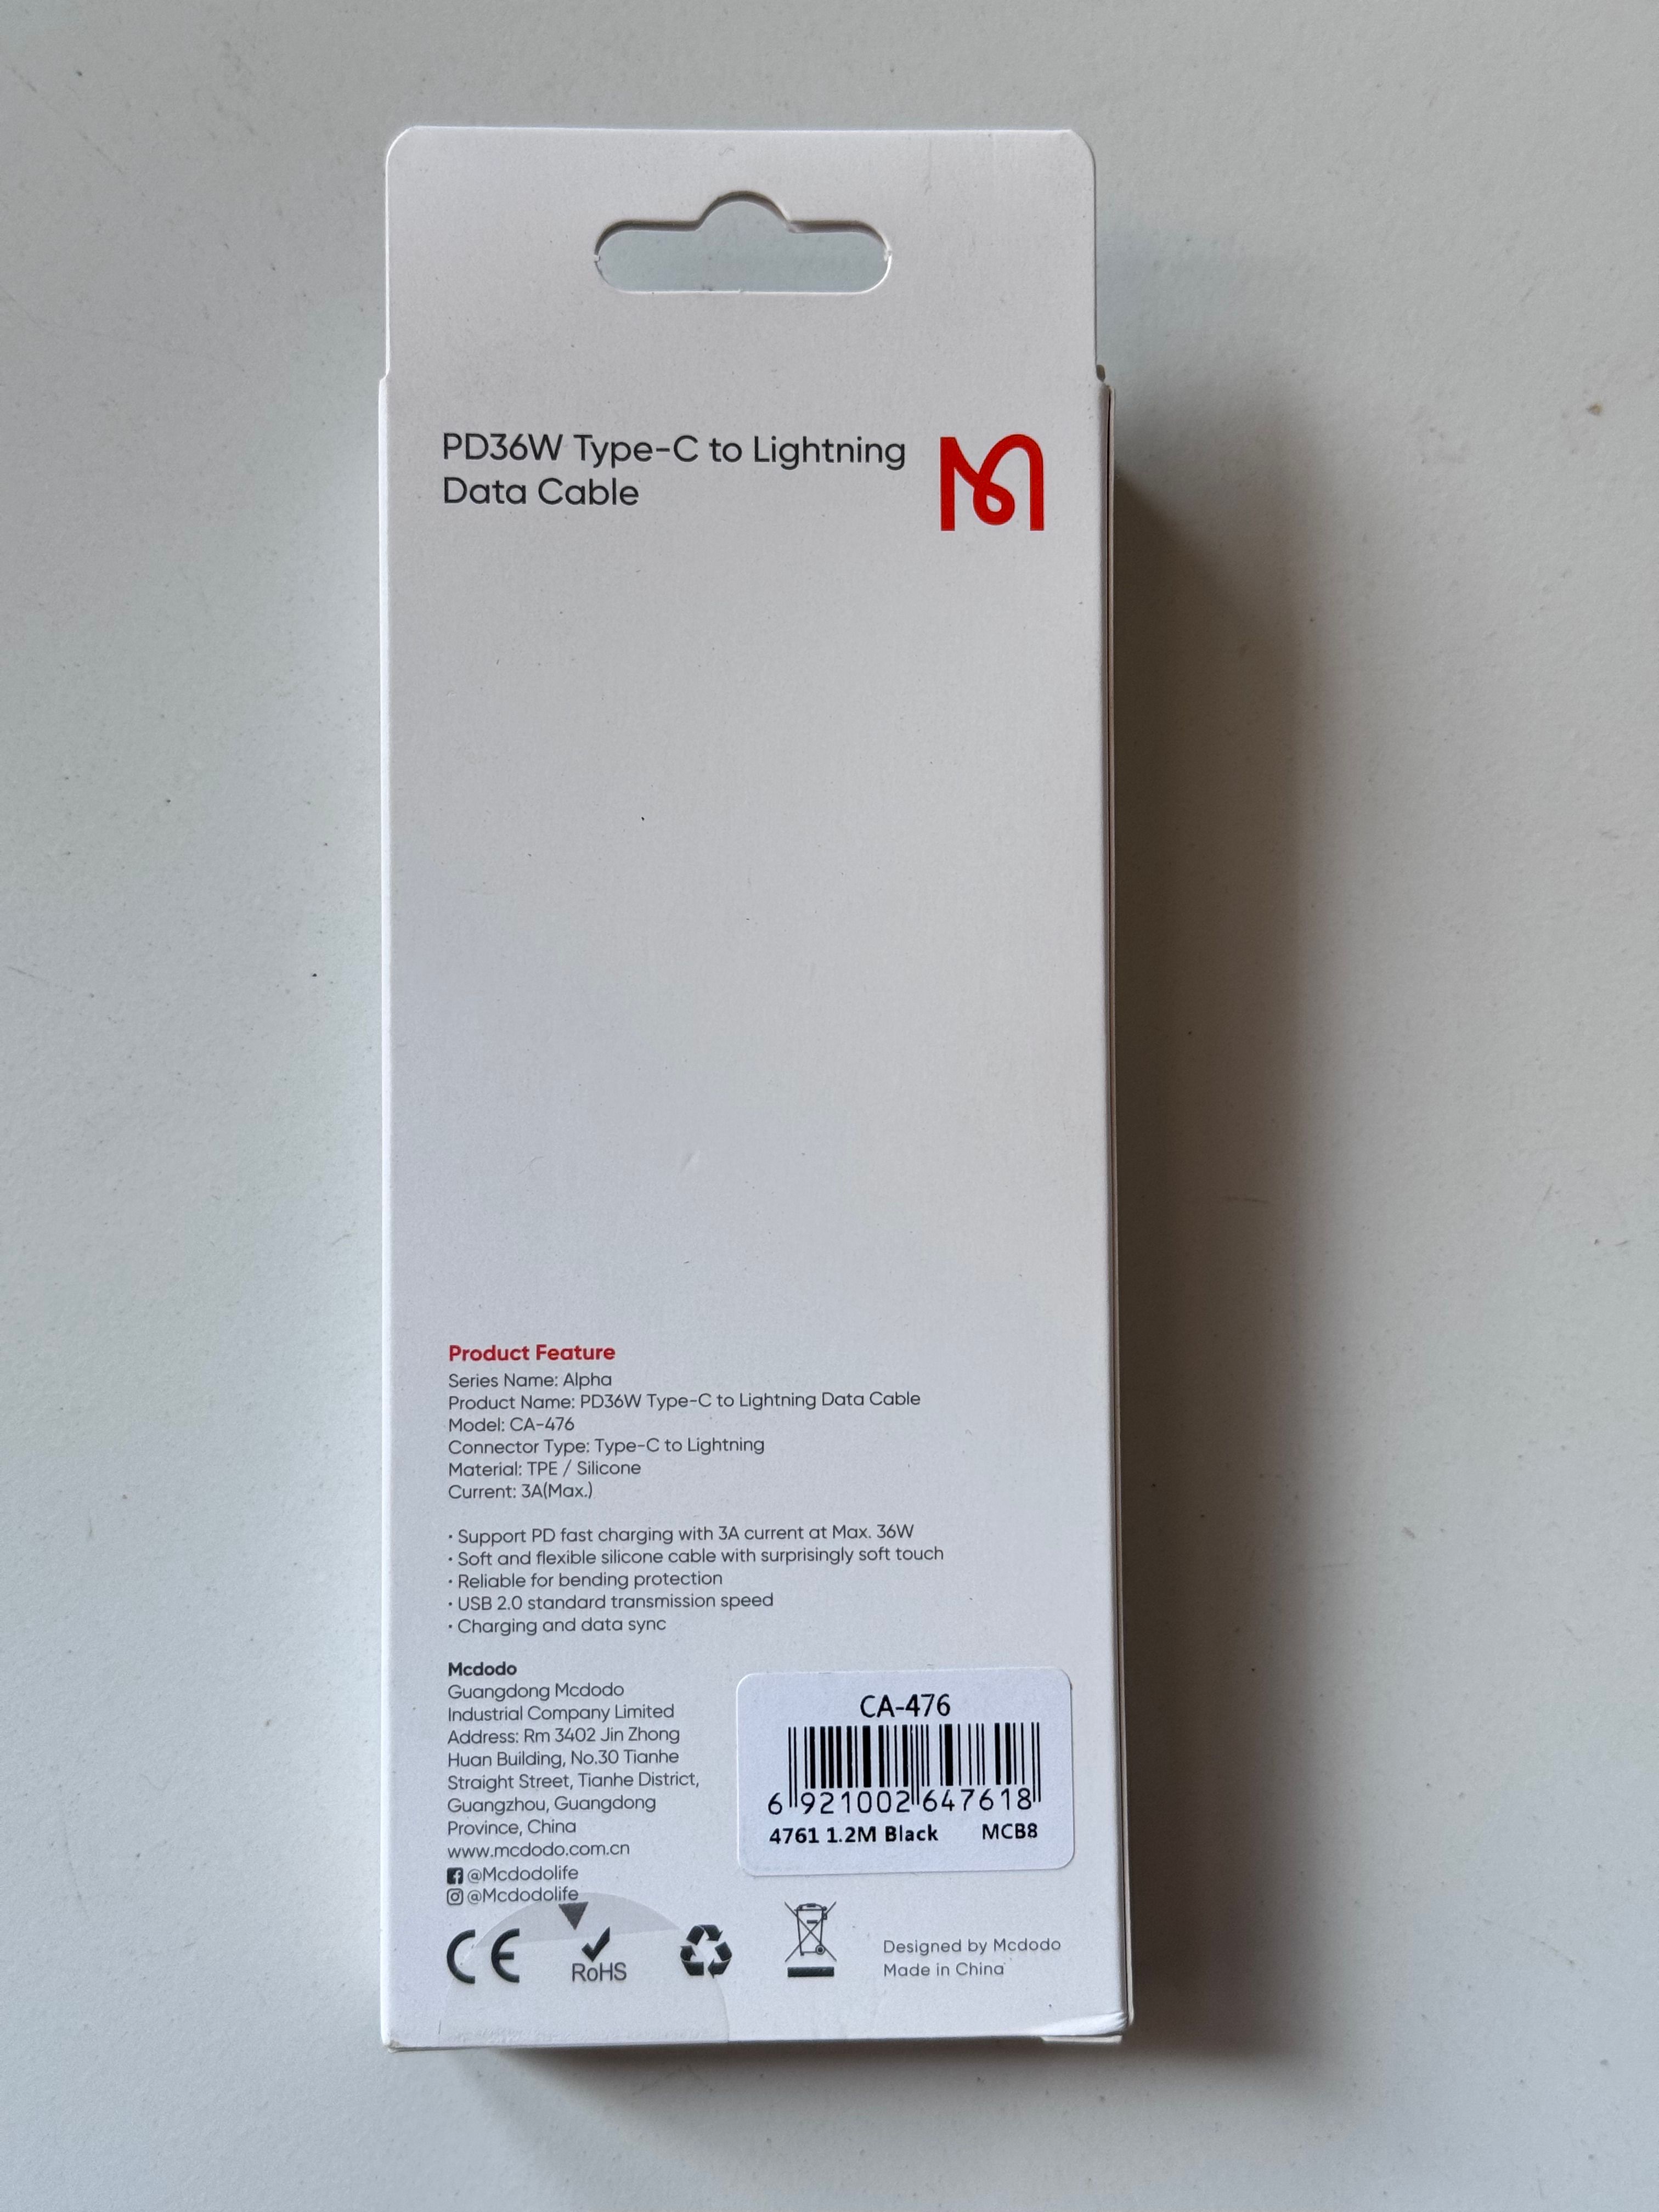 PD36W Type-C to Lightning
Data Cable
Product Feature
Series Name: Alpha
Product Name: PD36W Type-C to Lightning Data Cable
Model: CA-476
Connector Type: Type-C to Lightning
Material: TPE / Silicone
Current: 3A(Max.)
· Support PD fast charging with 3A current at Max. 36W
· Soft and flexible silicone cable with surprisingly soft touch
· Reliable for bending protection
· USB 2.0 standard transmission speed
· Charging and data sync
Mcdodo
Guangdong Mcdodo
Industrial Company Limited
Address: Rm 3402 Jin Zhong
Huan Building, No.30 Tianhe
Straight Street, Tianhe District,
Guangzhou, Guangdong
Province, China
www.mcdodo.com.cn
@Mcdodolife
@Mcdodolife
CA-476
6 921002 647618
4761 1.2M Black MCB8
CE
RoHS
Designed by Mcdodo
Made in China